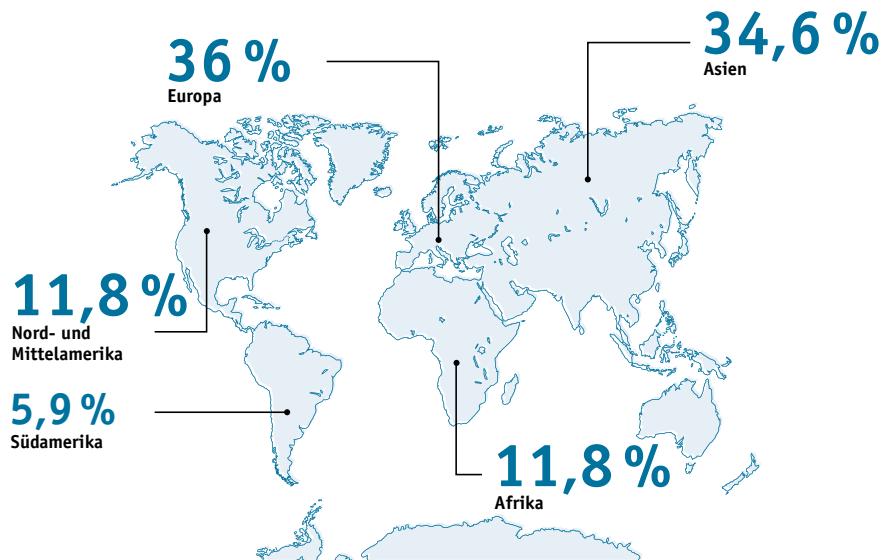 36 %
Europa
34,6 %
Asien
11,8 %
Nord- und
Mittelamerika
5,9 %
Südamerika
11,8 %
Afrika